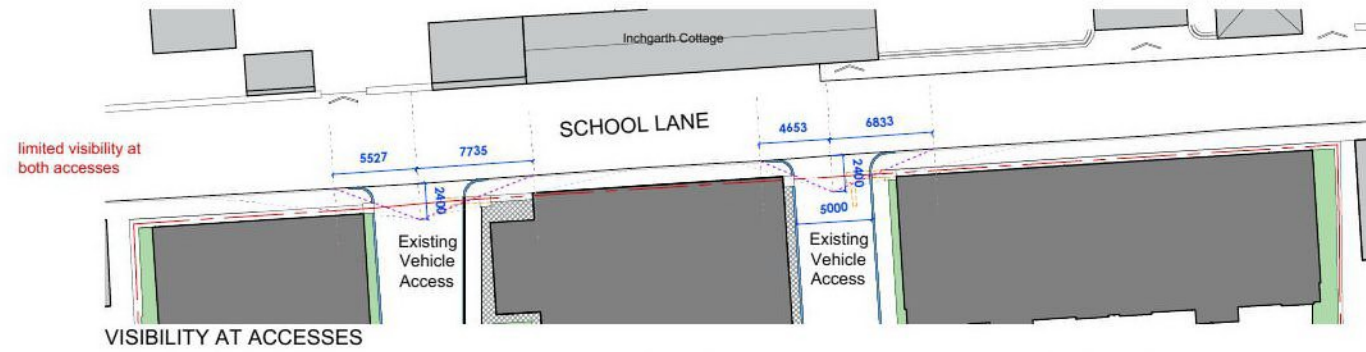 Inchgarth Cottage
SCHOOL LANE
limited visibility at
both accesses
5527
7735
4653
6833
2400
2400
5000
Existing
Vehicle
Access
Existing
Vehicle
Access
VISIBILITY AT ACCESSES